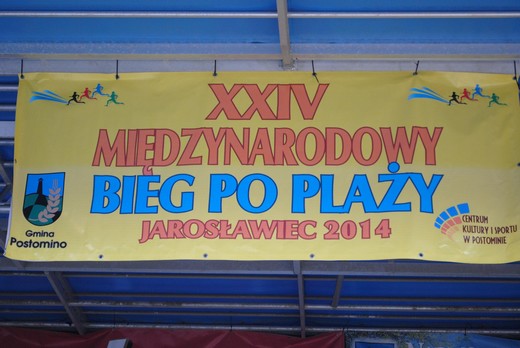 XXIV
MIĘDZYNARODOWY
BIEG PO PLAŻY
JAROSŁAWIEC 2014
Gmina
Postomino
CENTRUM
KULTURY I SPORTU
W POSTOMINIE